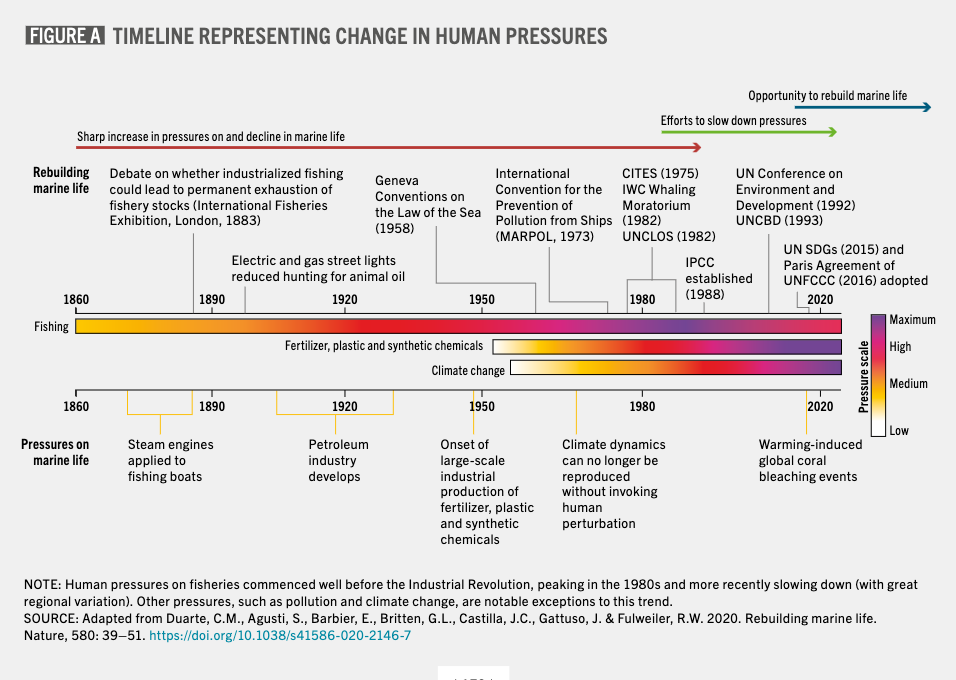 FIGURE A TIMELINE REPRESENTING CHANGE IN HUMAN PRESSURES
Opportunity to rebuild marine life
Efforts to slow down pressures
Sharp increase in pressures on and decline in marine life
Rebuilding
marine life
Debate on whether industrialized fishing
could lead to permanent exhaustion of
fishery stocks (International Fisheries
Exhibition, London, 1883)
Electric and gas street lights
reduced hunting for animal oil
Geneva
Conventions on
the Law of the Sea
(1958)
International
Convention for the
Prevention of
Pollution from Ships
(MARPOL, 1973)
CITES (1975)
IWC Whaling
Moratorium
(1982)
UNCLOS (1982)
IPCC
established
(1988)
UN Conference on
Environment and
Development (1992)
UNCBD (1993)
UN SDGs (2015) and
Paris Agreement of
UNFCCC (2016) adopted
1860 1890 1920 1950 1980 2020
Fishing
Fertilizer, plastic and synthetic chemicals
Climate change
Pressure scale
Maximum
High
Medium
Low
1860 1890 1920 1950 1980 2020
Pressures on
marine life
Steam engines
applied to
fishing boats
Petroleum
industry
develops
Onset of
large-scale
industrial
production of
fertilizer, plastic
and synthetic
chemicals
Climate dynamics
can no longer be
reproduced
without invoking
human
perturbation
Warming-induced
global coral
bleaching events
NOTE: Human pressures on fisheries commenced well before the Industrial Revolution, peaking in the 1980s and more recently slowing down (with great
regional variation). Other pressures, such as pollution and climate change, are notable exceptions to this trend.
SOURCE: Adapted from Duarte, C.M., Agusti, S., Barbier, E., Britten, G.L., Castilla, J.C., Gattuso, J. & Fulweiler, R.W. 2020. Rebuilding marine life.
Nature, 580: 39–51. https://doi.org/10.1038/s41586-020-2146-7